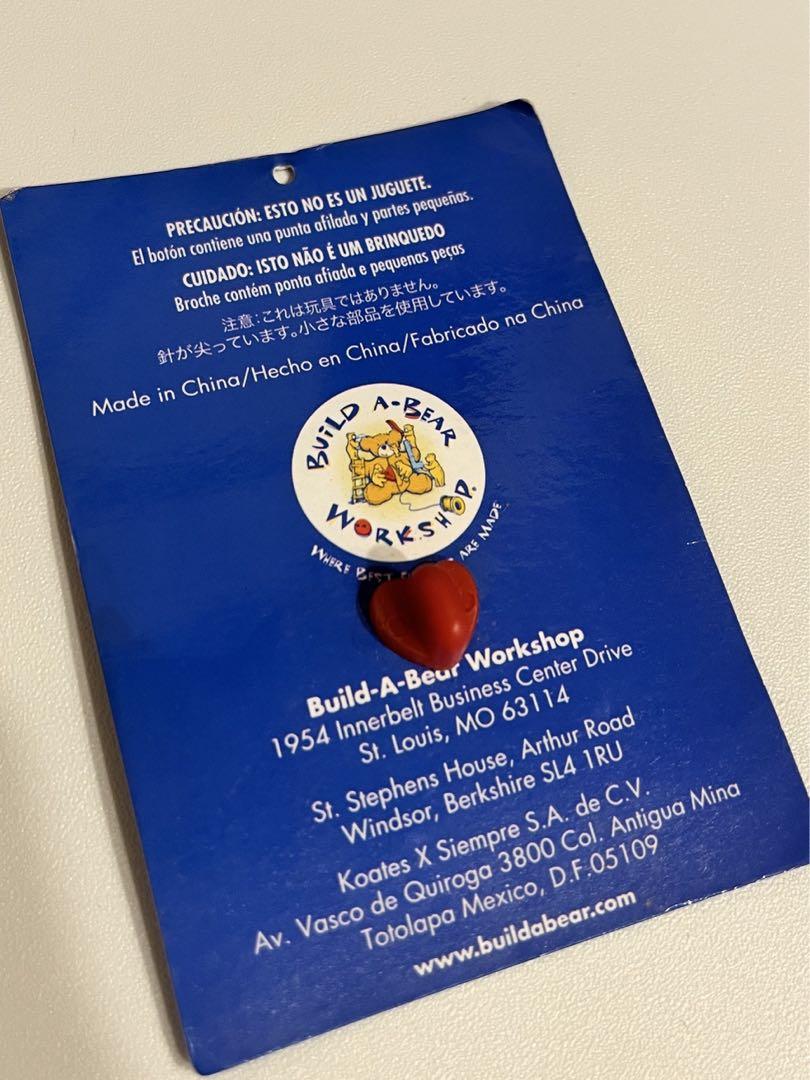 PRECAUCIÓN: ESTO NO ES UN JUGUETE.
El botón contiene una punta afilada y partes pequeñas.
CUIDADO: ISTO NÃO É UM BRINQUEDO
Broche contém ponta afiada e pequenas peças
注意:これは玩具ではありません。
針が尖っています。小さな部品を使用しています。
Made in China/Hecho en China/Fabricado na China
BUILD A-BEAR
WORKSHOP.
WHERE BEST ARE MADE
Build-A-Bear Workshop
1954 Innerbelt Business Center Drive
St. Louis, MO 63114
St. Stephens House, Arthur Road
Windsor, Berkshire SL4 1RU
Koates X Siempre S.A. de C.V.
Av. Vasco de Quiroga 3800 Col. Antigua Mina
Totolapa Mexico, D.F.05109
www.buildabear.com